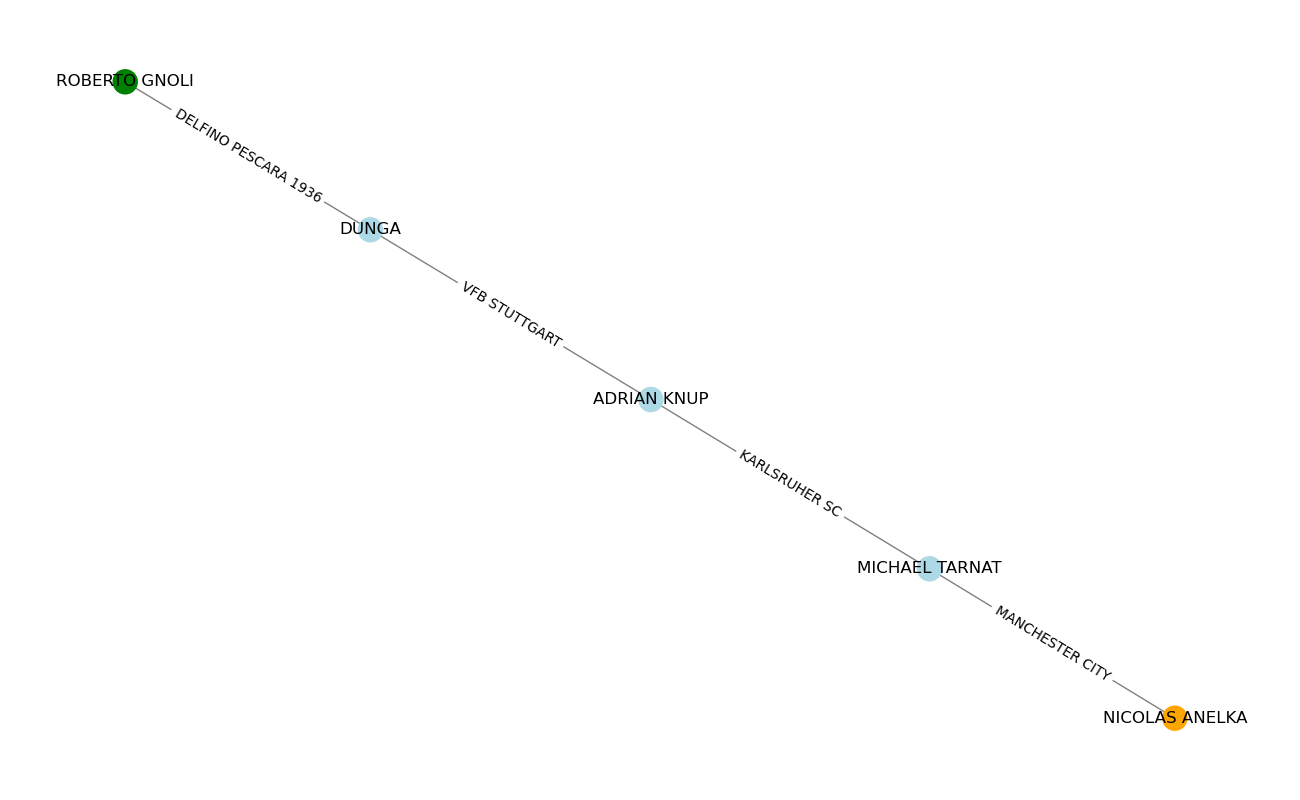 ROBERTO GNOLI
DELFINO PESCARA 1936
DUNGA
VFB STUTTGART
ADRIAN KNUP
KARLSRUHER SC
MICHAEL TARNAT
MANCHESTER CITY
NICOLAS ANELKA